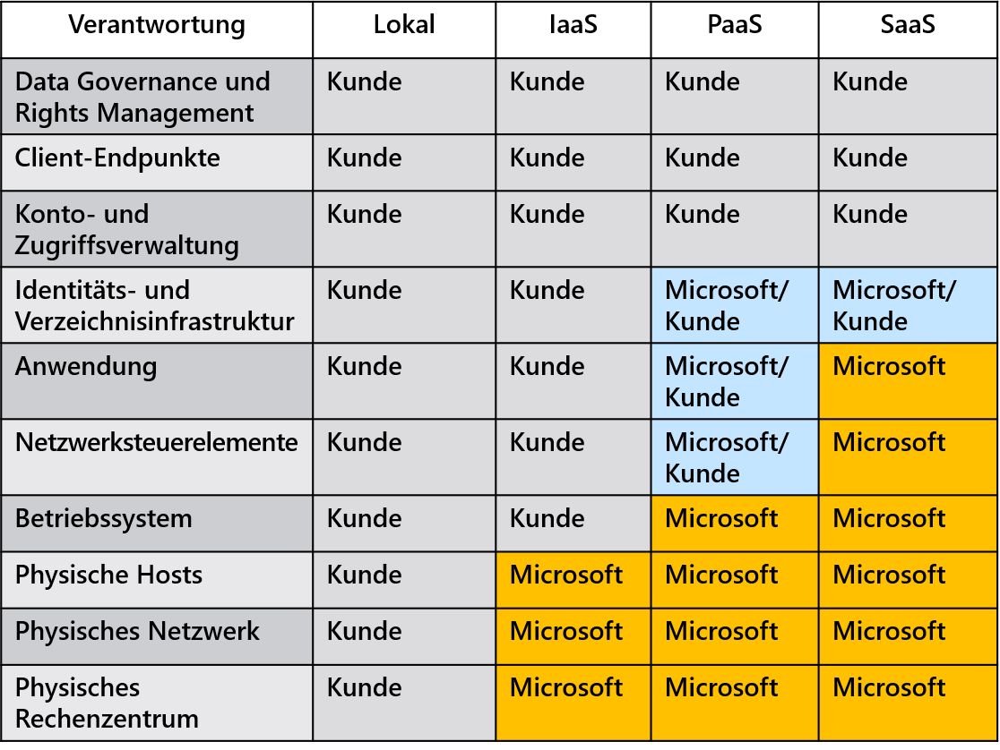 Verantwortung Lokal IaaS PaaS SaaS
Data Governance und Kunde Kunde Kunde Kunde
Rights Management
Client-Endpunkte Kunde Kunde Kunde Kunde
Konto- und Kunde Kunde Kunde Kunde
Zugriffsverwaltung
Identitäts- und Kunde Kunde Microsoft/ Microsoft/
Verzeichnisinfrastruktur Kunde Kunde
Anwendung Kunde Kunde Microsoft/ Microsoft
Kunde
Netzwerksteuerelemente Kunde Kunde Microsoft/ Microsoft
Kunde
Betriebssystem Kunde Kunde Microsoft Microsoft
Physische Hosts Kunde Microsoft Microsoft Microsoft
Physisches Netzwerk Kunde Microsoft Microsoft Microsoft
Physisches Kunde Microsoft Microsoft Microsoft
Rechenzentrum